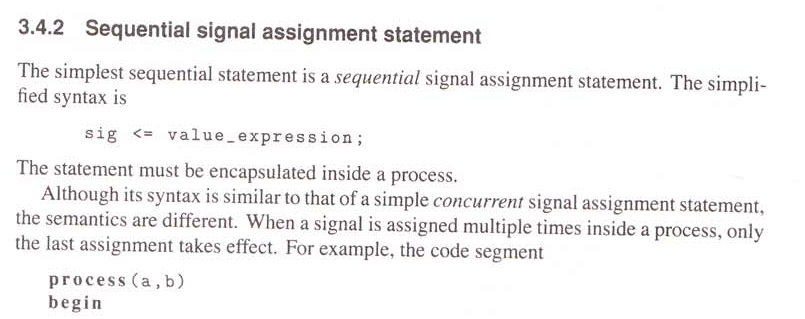 3.4.2 Sequential signal assignment statement
The simplest sequential statement is a sequential signal assignment statement. The simpli-
fied syntax is
sig <= value_expression;
The statement must be encapsulated inside a process.
Although its syntax is similar to that of a simple concurrent signal assignment statement,
the semantics are different. When a signal is assigned multiple times inside a process, only
the last assignment takes effect. For example, the code segment
process(a,b)
begin